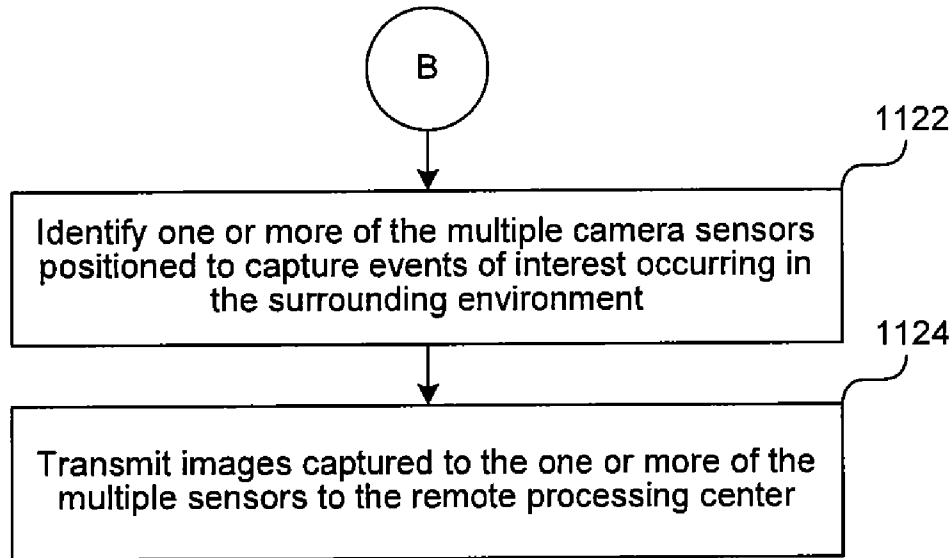 B
1122
Identify one or more of the multiple camera sensors
positioned to capture events of interest occurring in
the surrounding environment
1124
Transmit images captured to the one or more of the
multiple sensors to the remote processing center